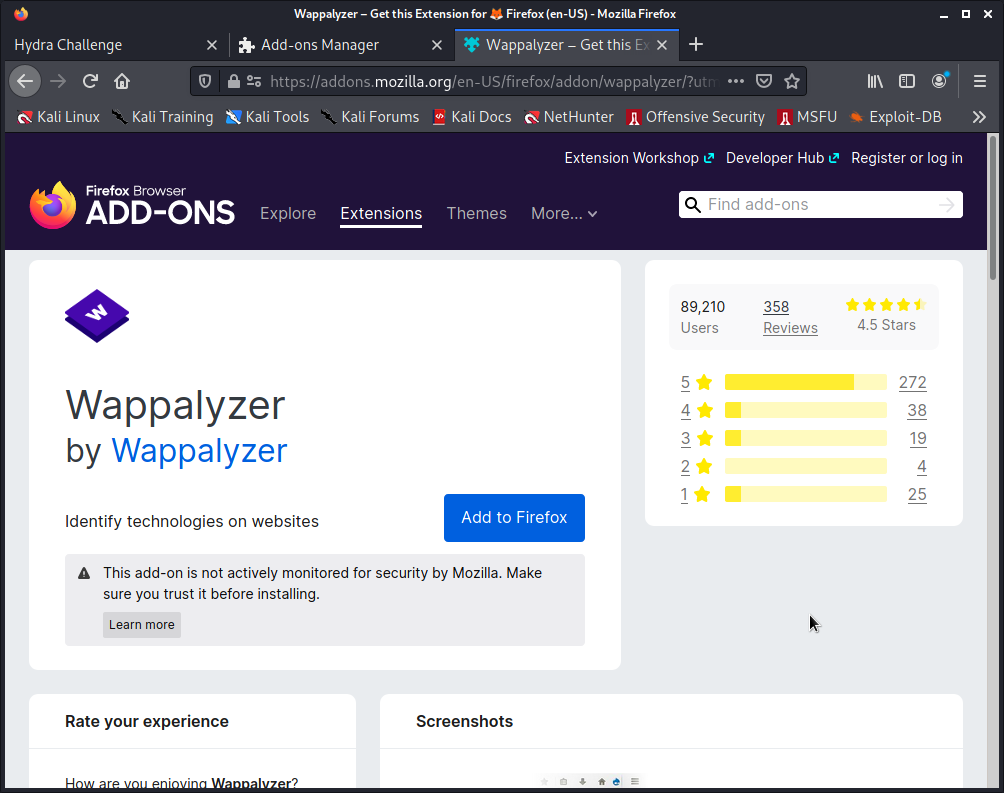 Wappalyzer – Get this Extension for 🦊 Firefox (en-US) - Mozilla Firefox
Hydra Challenge
Add-ons Manager
Wappalyzer – Get this Ex
https://addons.mozilla.org/en-US/firefox/addon/wappalyzer/?utm
Kali Linux
Kali Training
Kali Tools
Kali Forums
Kali Docs
NetHunter
Offensive Security
MSFU
Exploit-DB
Extension Workshop
Developer Hub
Register or log in
Firefox Browser
ADD-ONS
Explore
Extensions
Themes
More...
Find add-ons
W
Wappalyzer
by Wappalyzer
Identify technologies on websites
Add to Firefox
This add-on is not actively monitored for security by Mozilla. Make
sure you trust it before installing.
Learn more
89,210
Users
358
Reviews
4.5 Stars
5 272
4 38
3 19
2 4
1 25
Rate your experience
How are you enjoying Wappalyzer?
Screenshots